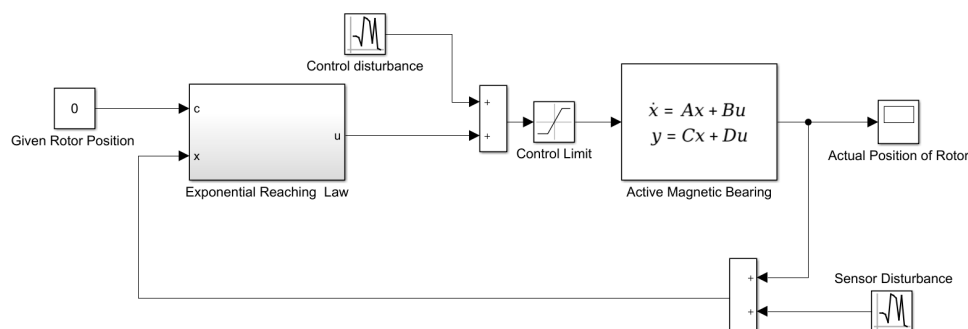 Control disturbance
0
Given Rotor Position
c
x
u
Exponential Reaching Law
+
+
Control Limit
ẋ = Ax + Bu
y = Cx + Du
Active Magnetic Bearing
Actual Position of Rotor
+
+
Sensor Disturbance